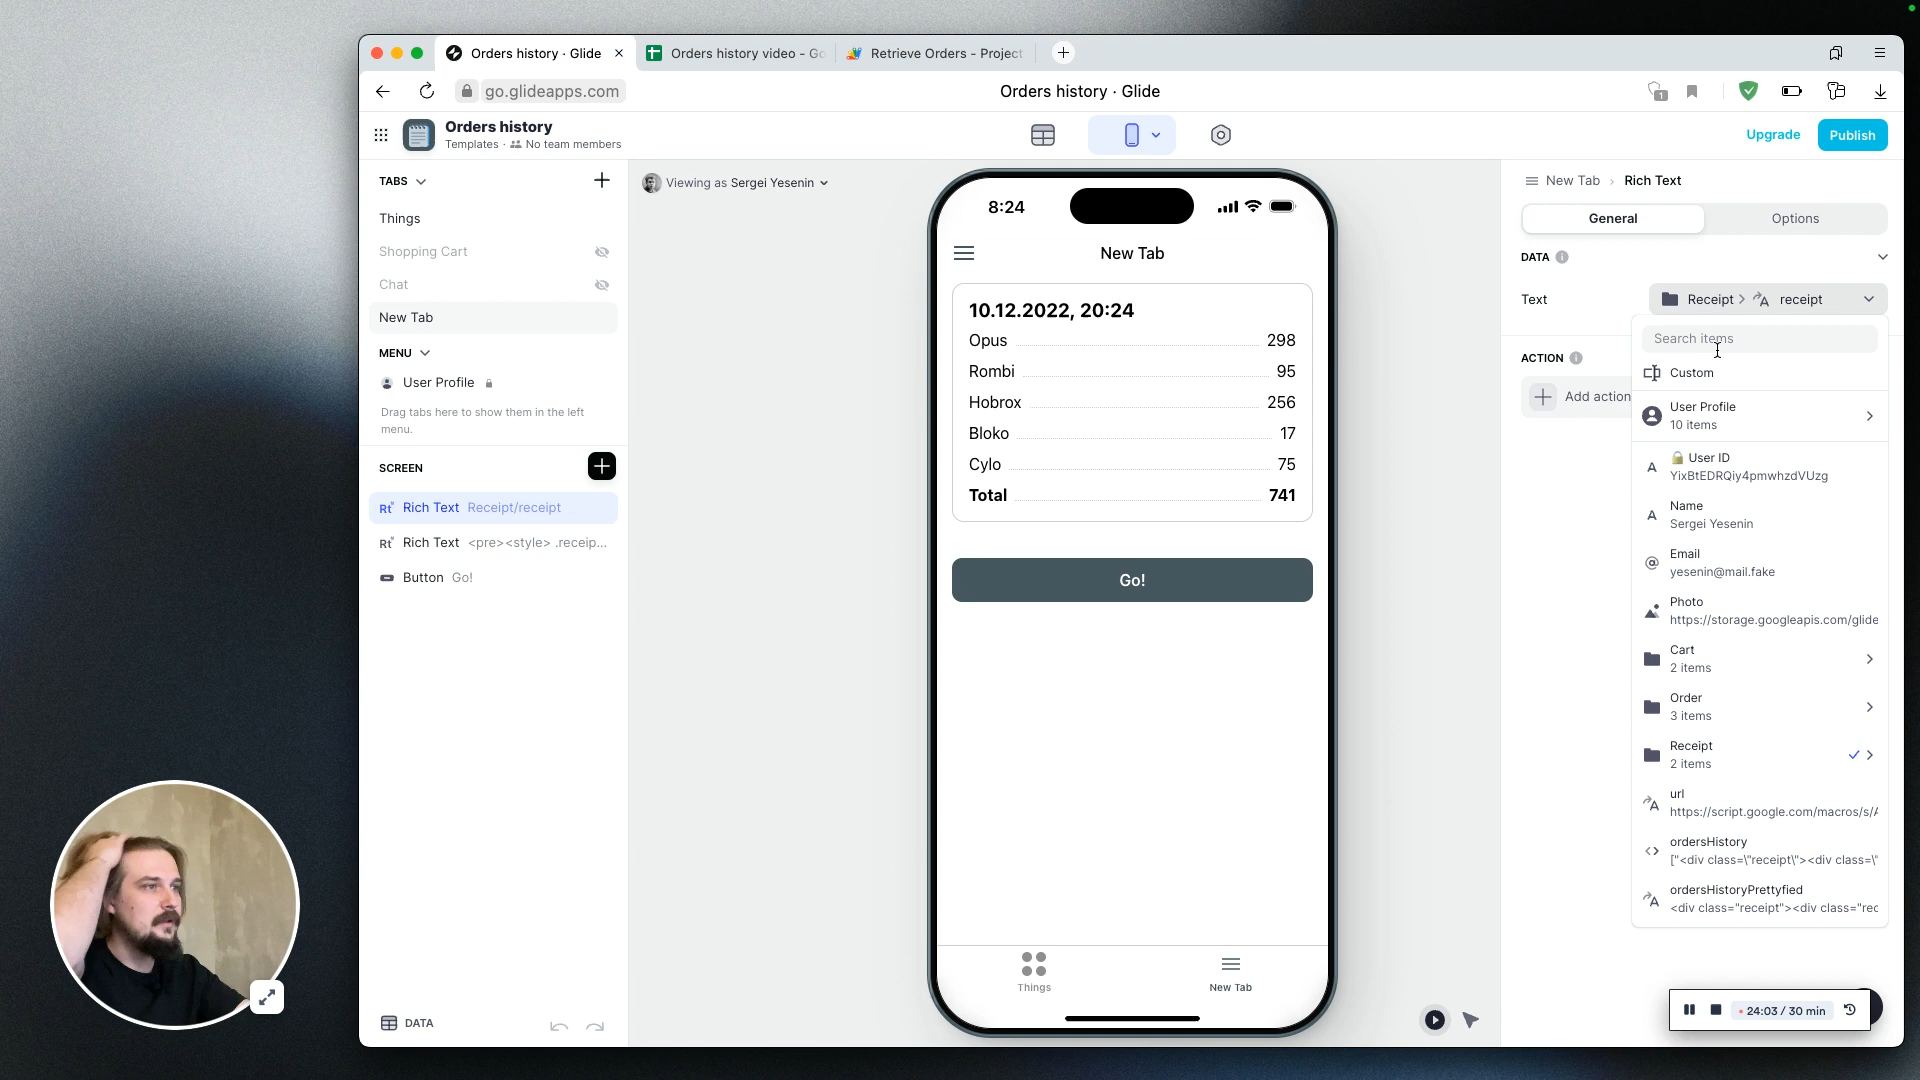 Orders history · Glide
Orders history video - Go
Retrieve Orders - Project
go.glideapps.com
Orders history · Glide
1
Orders history
Templates · No team members
Upgrade
Publish
TABS
Things
Shopping Cart
Chat
New Tab
MENU
User Profile
Drag tabs here to show them in the left
menu.
SCREEN
Rich Text Receipt/receipt
Rich Text <pre><style> .receip...
Button Go!
DATA
Viewing as Sergei Yesenin
8:24
New Tab
10.12.2022, 20:24
Opus 298
Rombi 95
Hobrox 256
Bloko 17
Cylo 75
Total 741
Go!
Things
New Tab
New Tab › Rich Text
General
Options
DATA
Text
Receipt > receipt
Search items
ACTION
Add action
Custom
User Profile
10 items
User ID
YixBtEDRQiy4pmwhzdVUzg
Name
Sergei Yesenin
Email
yesenin@mail.fake
Photo
https://storage.googleapis.com/glide
Cart
2 items
Order
3 items
Receipt
2 items
url
https://script.google.com/macros/s/A
ordersHistory
["<div class=\"receipt\"><div class=\"
ordersHistoryPrettyfied
<div class="receipt"><div class="rec
24:03 / 30 min